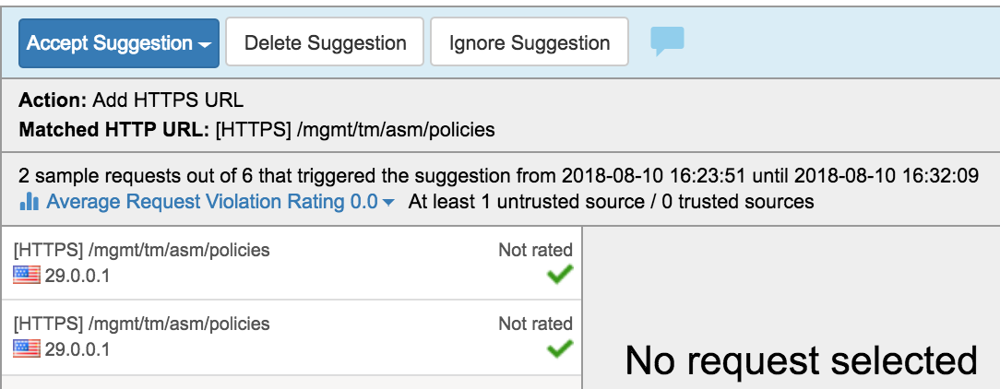 Accept Suggestion Delete Suggestion Ignore Suggestion
Action: Add HTTPS URL
Matched HTTP URL: [HTTPS] /mgmt/tm/asm/policies
2 sample requests out of 6 that triggered the suggestion from 2018-08-10 16:23:51 until 2018-08-10 16:32:09
Average Request Violation Rating 0.0 At least 1 untrusted source / 0 trusted sources
[HTTPS] /mgmt/tm/asm/policies Not rated
29.0.0.1
[HTTPS] /mgmt/tm/asm/policies Not rated
29.0.0.1
No request selected